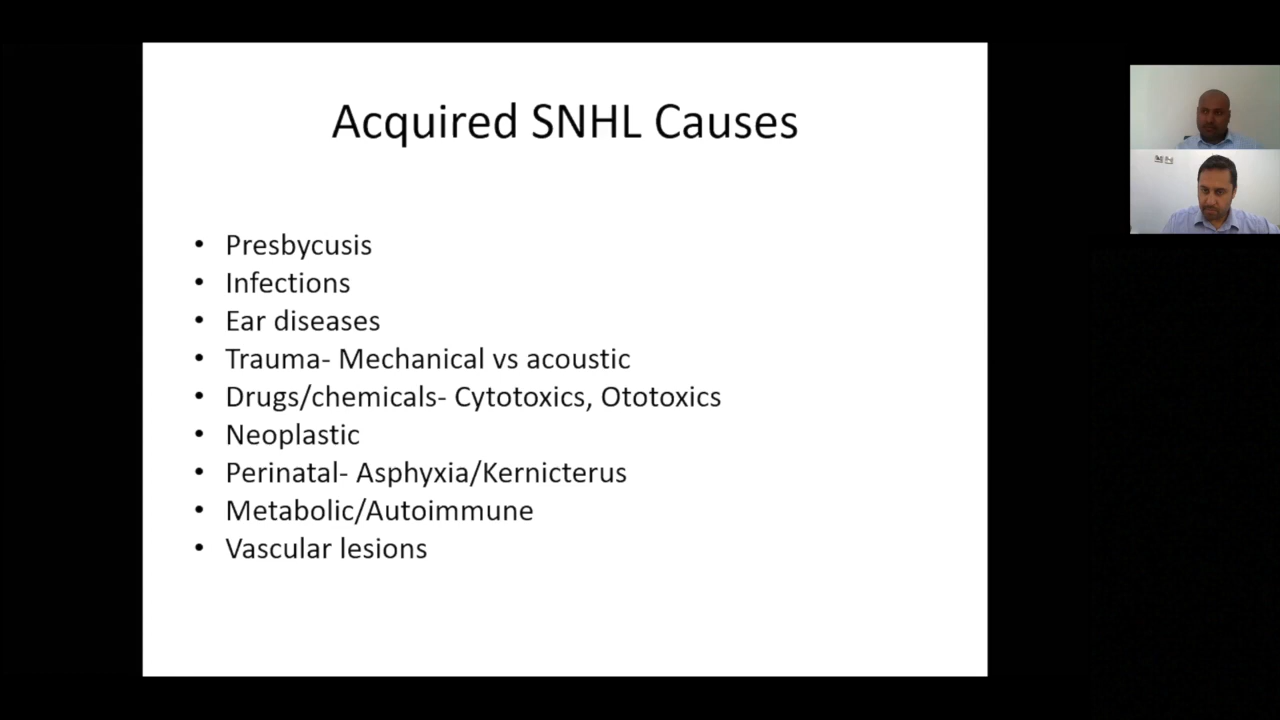 Acquired SNHL Causes
• Presbycusis
• Infections
• Ear diseases
• Trauma- Mechanical vs acoustic
• Drugs/chemicals- Cytotoxics, Ototoxics
• Neoplastic
• Perinatal- Asphyxia/Kernicterus
• Metabolic/Autoimmune
• Vascular lesions